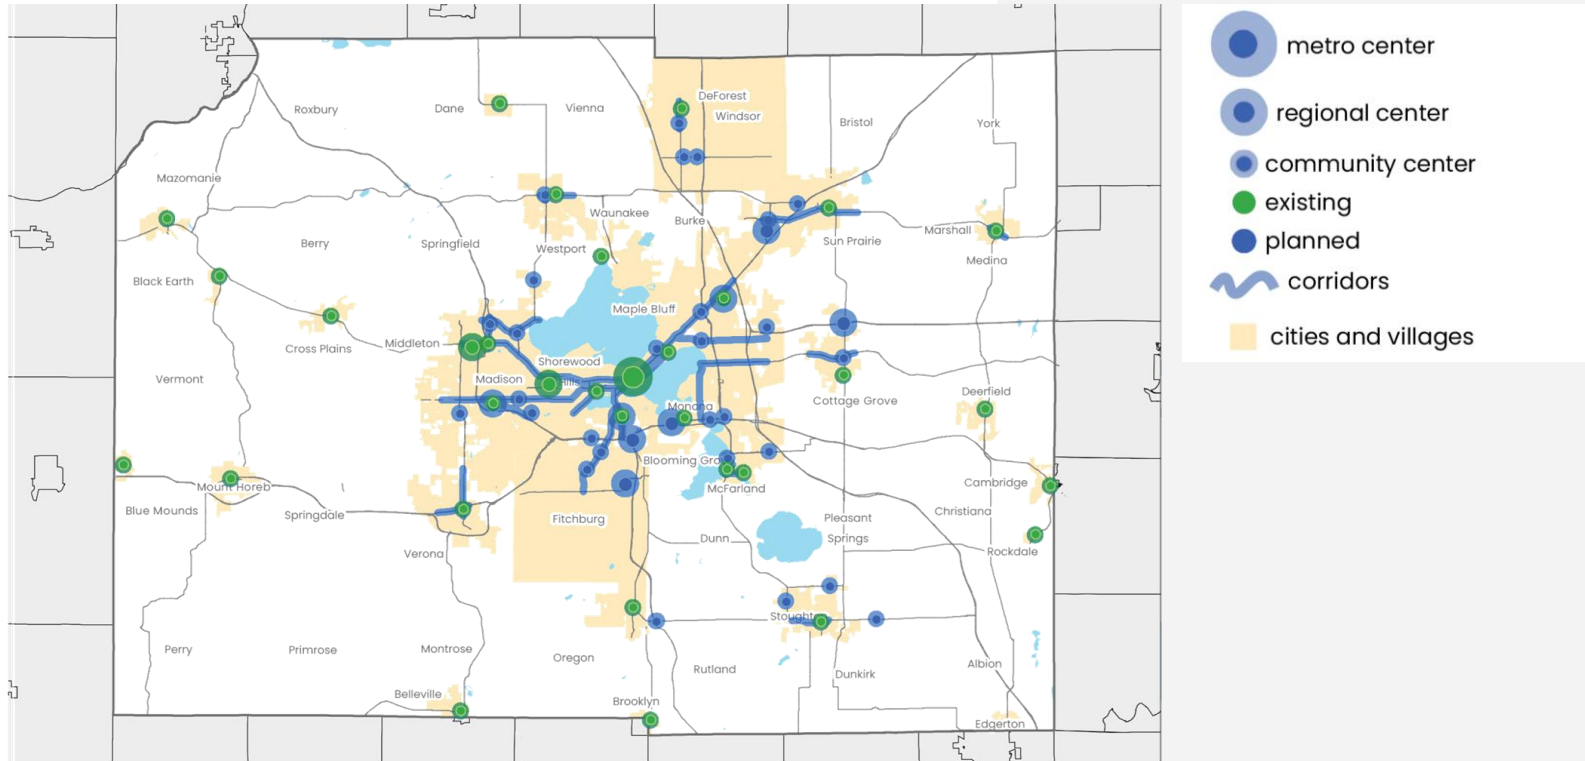 DeForest
Windsor
Roxbury
Dane
Vienna
Bristol
York
Mazomanie
Waunakee
Burke
Marshall
Sun Prairie
Berry
Springfield
Westport
Medina
Black Earth
Maple Bluff
Cross Plains
Middleton
Shorewood
Hills
Vermont
Madison
Deerfield
Cottage Grove
Monona
Blooming Gro
Mount Horeb
McFarland
Cambridge
Blue Mounds
Springdale
Fitchburg
Pleasant
Springs
Christiana
Verona
Dunn
Rockdale
Stought
Perry
Primrose
Montrose
Oregon
Rutland
Dunkirk
Albion
Belleville
Brooklyn
Edgerton
metro center
regional center
community center
existing
planned
corridors
cities and villages